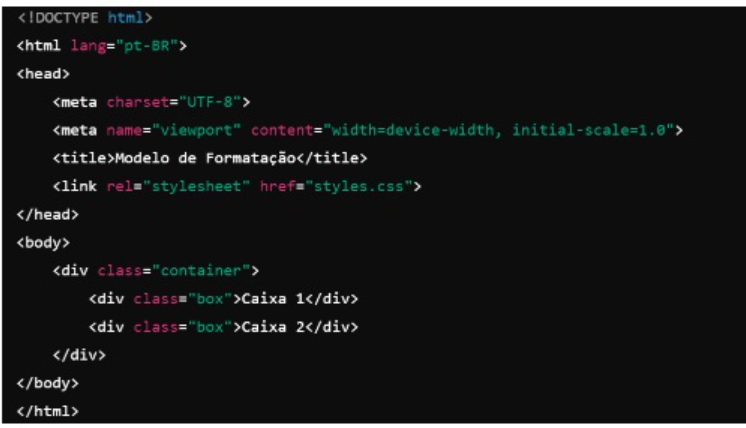 <!DOCTYPE html>
<html lang="pt-BR">
<head>
    <meta charset="UTF-8">
    <meta name="viewport" content="width=device-width, initial-scale=1.0">
    <title>Modelo de Formatação</title>
    <link rel="stylesheet" href="styles.css">
</head>
<body>
    <div class="container">
        <div class="box">Caixa 1</div>
        <div class="box">Caixa 2</div>
    </div>
</body>
</html>